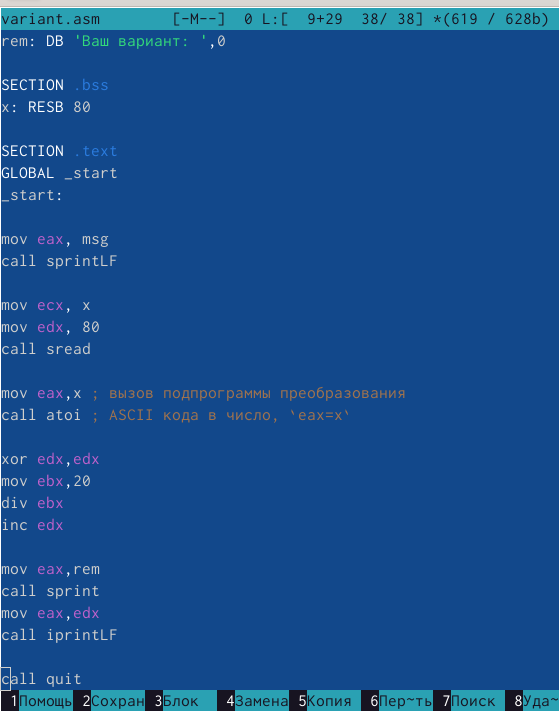 variant.asm [-M--] 0 L:[ 9+29 38/ 38] *(619 / 628b)
rem: DB 'Ваш вариант: ',0
SECTION .bss
x: RESB 80
SECTION .text
GLOBAL _start
_start:
mov eax, msg
call sprintLF
mov ecx, x
mov edx, 80
call sread
mov eax,x ; вызов подпрограммы преобразования
call atoi ; ASCII кода в число, `eax=x`
xor edx,edx
mov ebx,20
div ebx
inc edx
mov eax,rem
call sprint
mov eax,edx
call iprintLF
call quit
1Помощь 2Сохран 3Блок 4Замена 5Копия 6Пер~ть 7Поиск 8Уда~